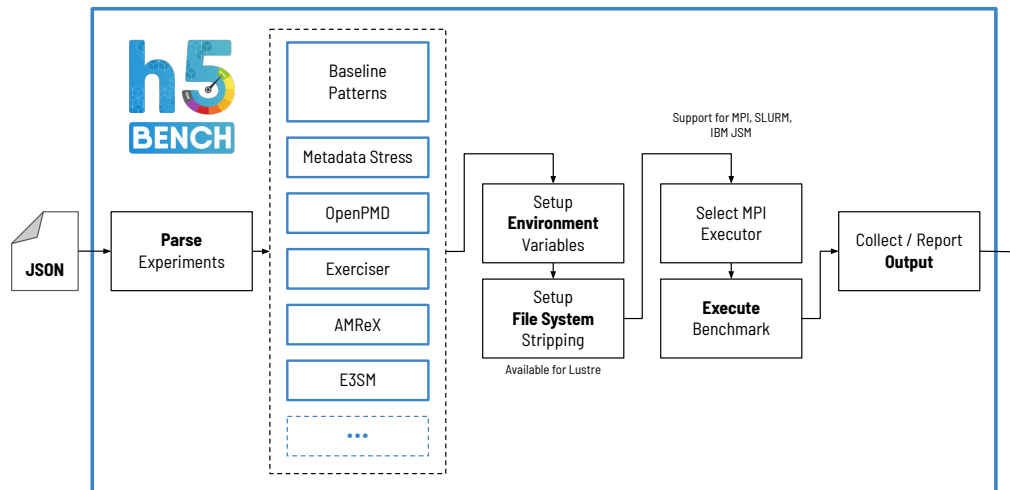 h5
BENCH
JSON
Parse
Experiments
Baseline
Patterns
Metadata Stress
OpenPMD
Exerciser
AMReX
E3SM
•••
Setup
Environment
Variables
Setup
File System
Stripping
Available for Lustre
Support for MPI, SLURM,
IBM JSM
Select MPI
Executor
Execute
Benchmark
Collect / Report
Output